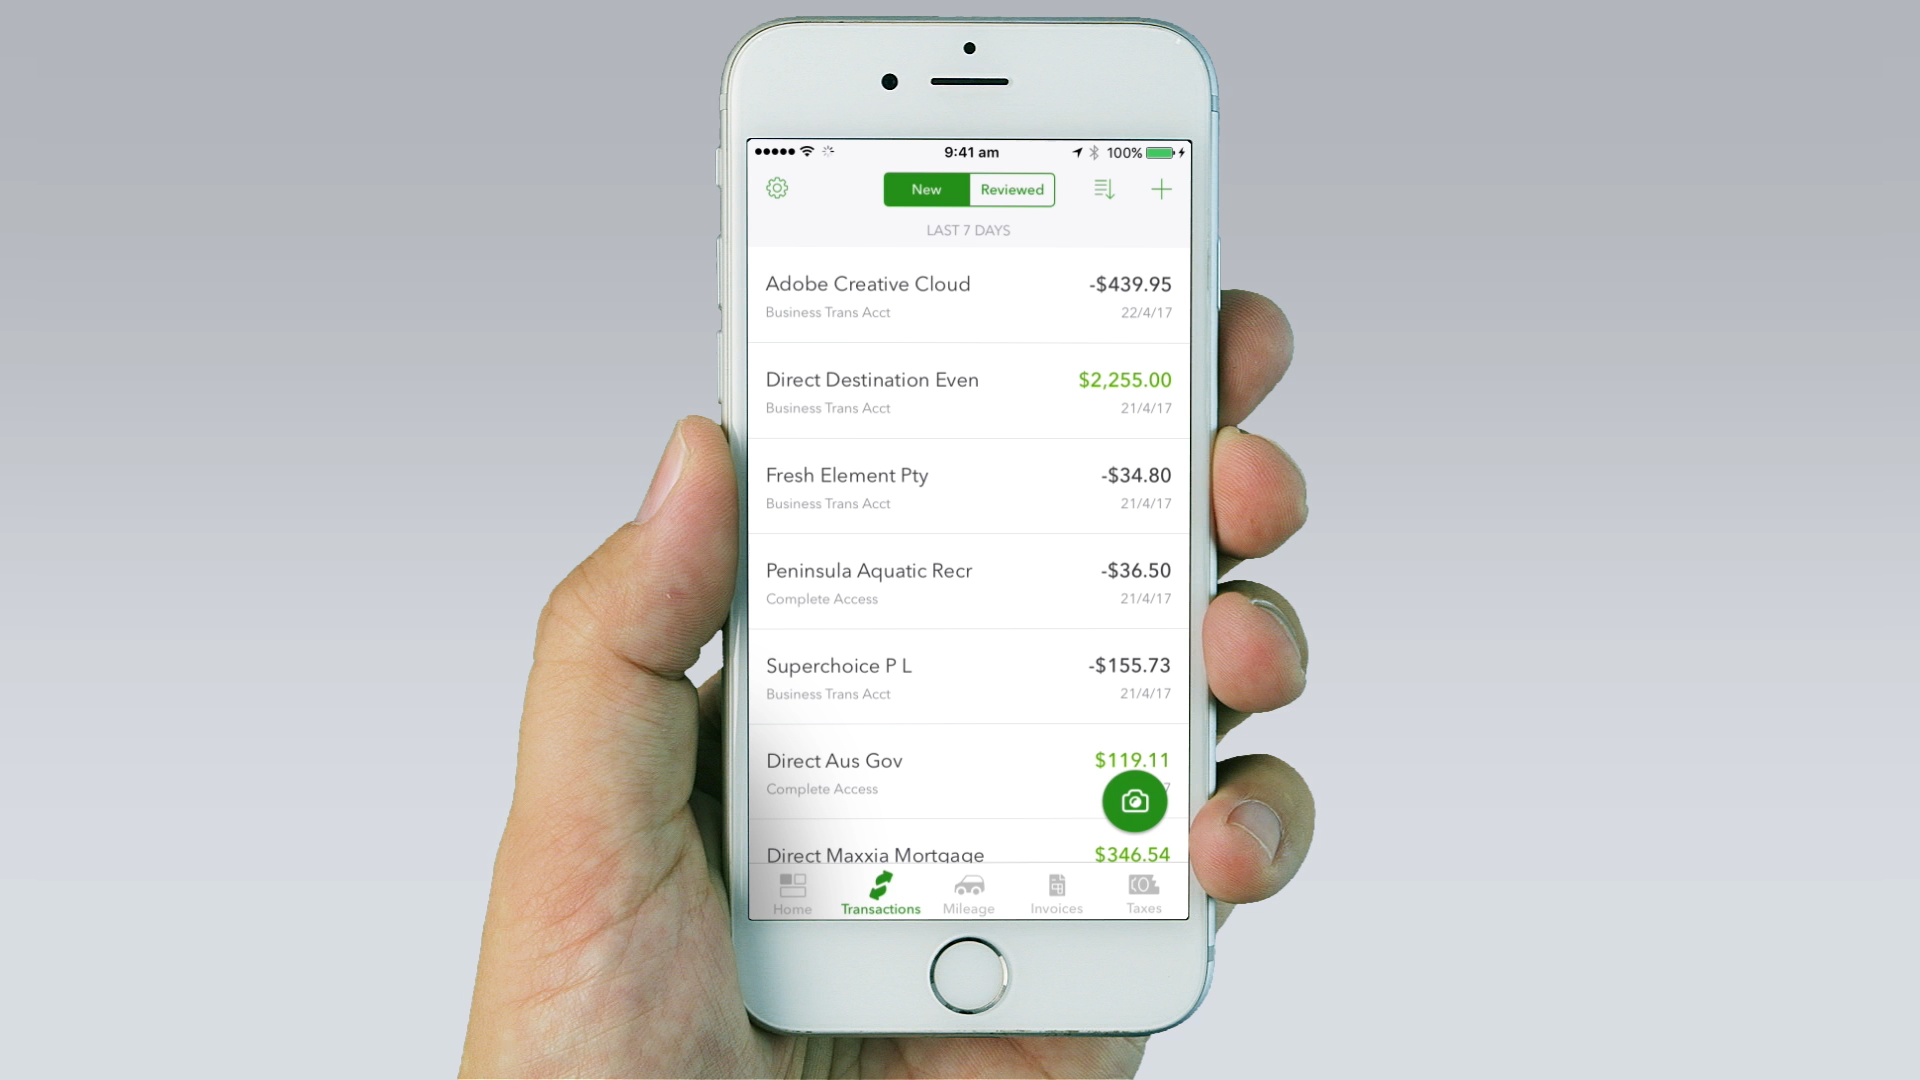 9:41 am 100%
New Reviewed
LAST 7 DAYS
Adobe Creative Cloud -$439.95
Business Trans Acct 22/4/17
Direct Destination Even $2,255.00
Business Trans Acct 21/4/17
Fresh Element Pty -$34.80
Business Trans Acct 21/4/17
Peninsula Aquatic Recr -$36.50
Complete Access 21/4/17
Superchoice P L -$155.73
Business Trans Acct 21/4/17
Direct Aus Gov $119.11
Complete Access
Direct Maxxia Mortgage $346.54
Home Transactions Mileage Invoices Taxes